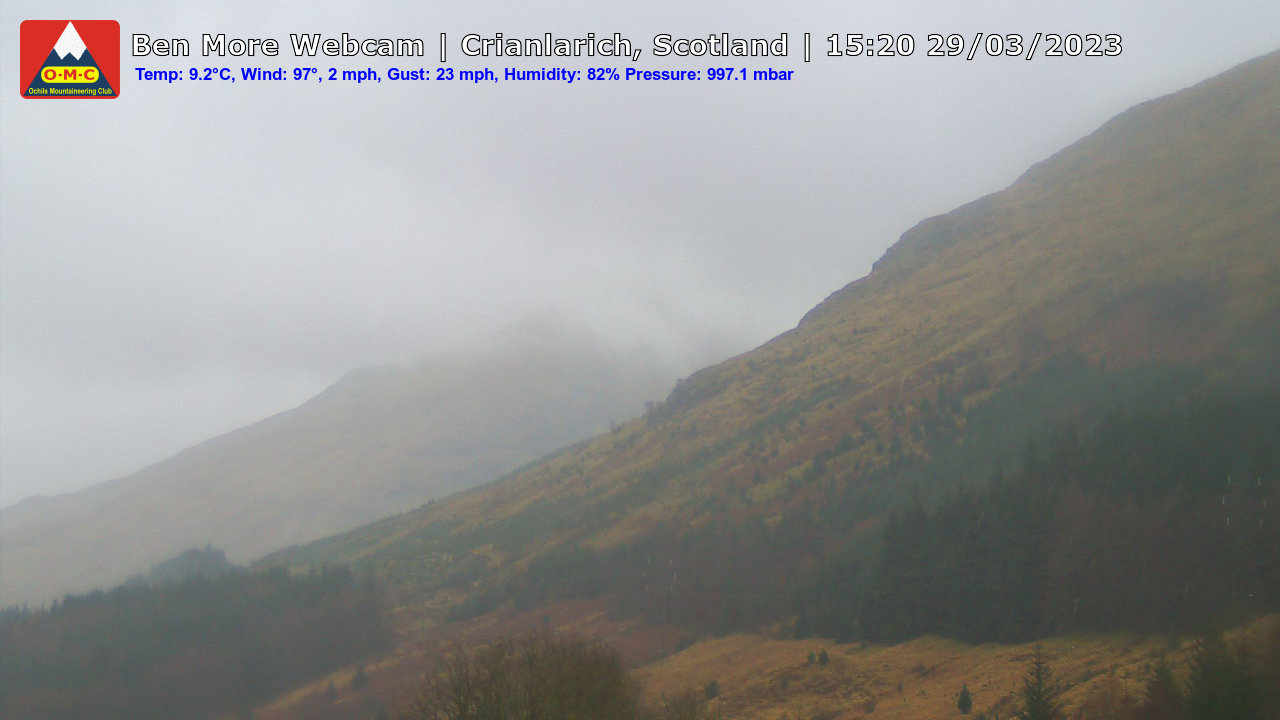 Ben More Webcam | Crianlarich, Scotland | 15:20 29/03/2023
Temp: 9.2°C, Wind: 97°, 2 mph, Gust: 23 mph, Humidity: 82% Pressure: 997.1 mbar
O·M·C
Ochils Mountaineering Club